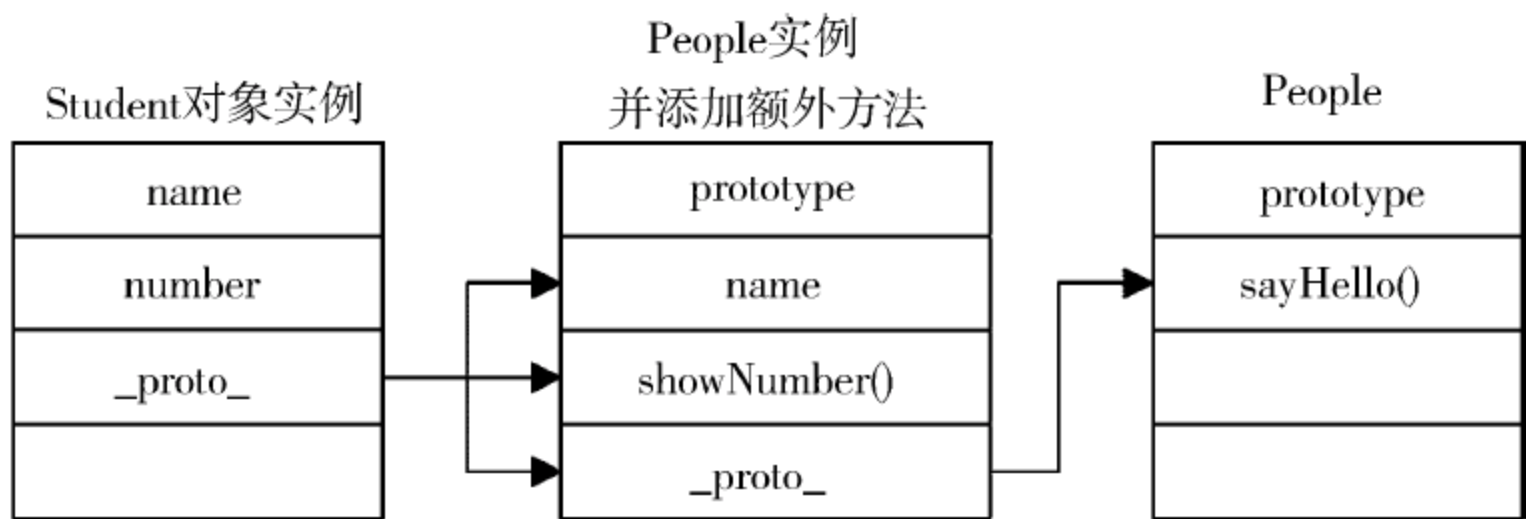 Student对象实例
name
number
_proto_
People实例
并添加额外方法
prototype
name
showNumber()
_proto_
People
prototype
sayHello()